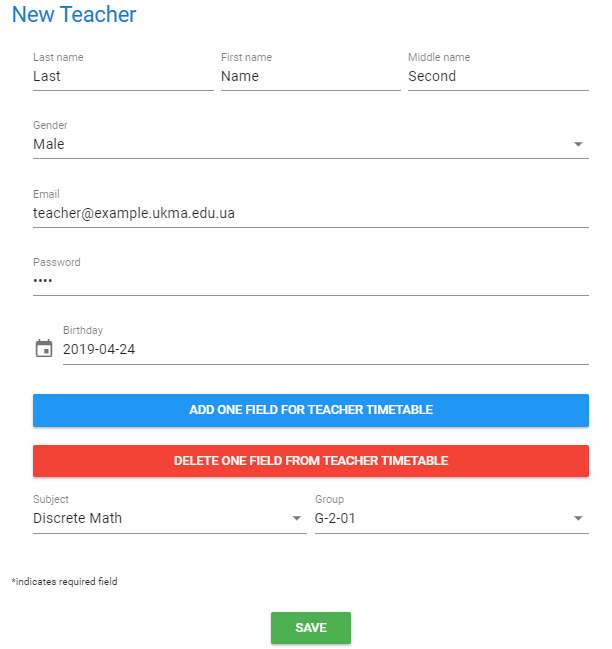 New Teacher
Last name First name Middle name
Last Name Second
Gender
Male
Email
teacher@example.ukma.edu.ua
Password
••••
Birthday
2019-04-24
ADD ONE FIELD FOR TEACHER TIMETABLE
DELETE ONE FIELD FROM TEACHER TIMETABLE
Subject Group
Discrete Math G-2-01
*indicates required field
SAVE